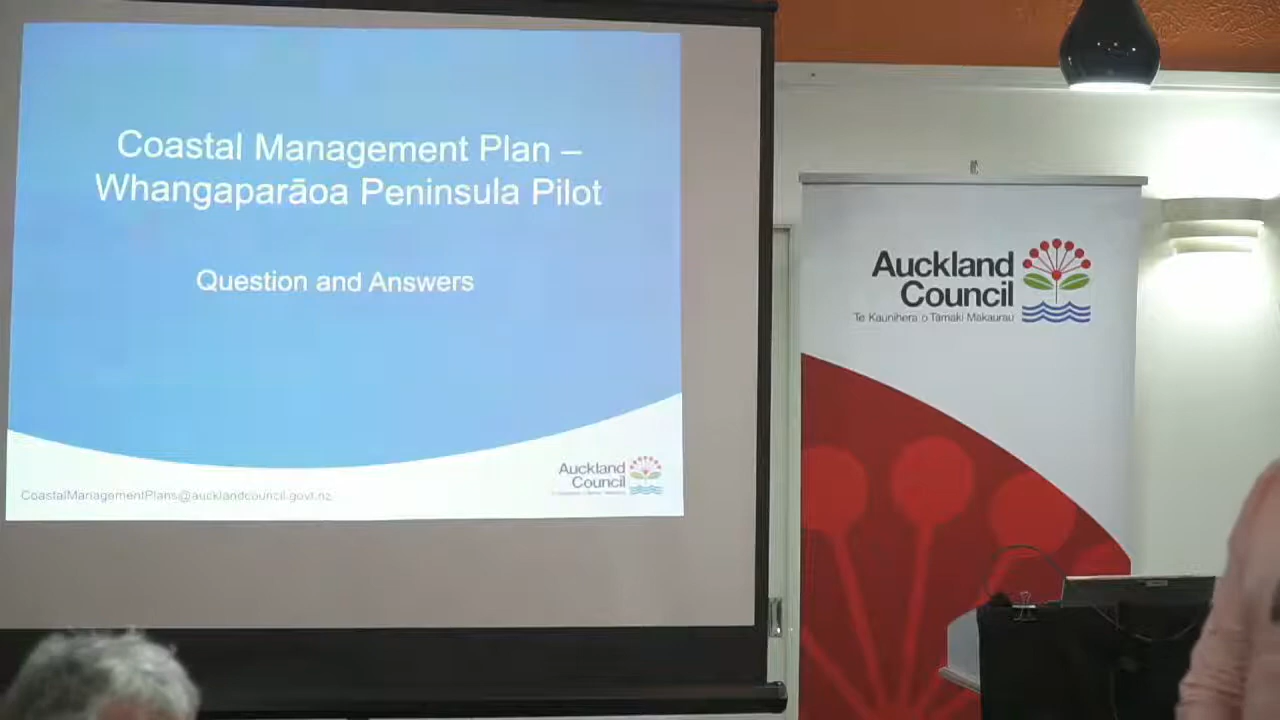 Coastal Management Plan –
Whangaparāoa Peninsula Pilot
Question and Answers
CoastalManagementPlans@aucklandcouncil.govt.nz
Auckland
Council
Auckland
Council
Te Kaunihera o Tāmaki Makaurau